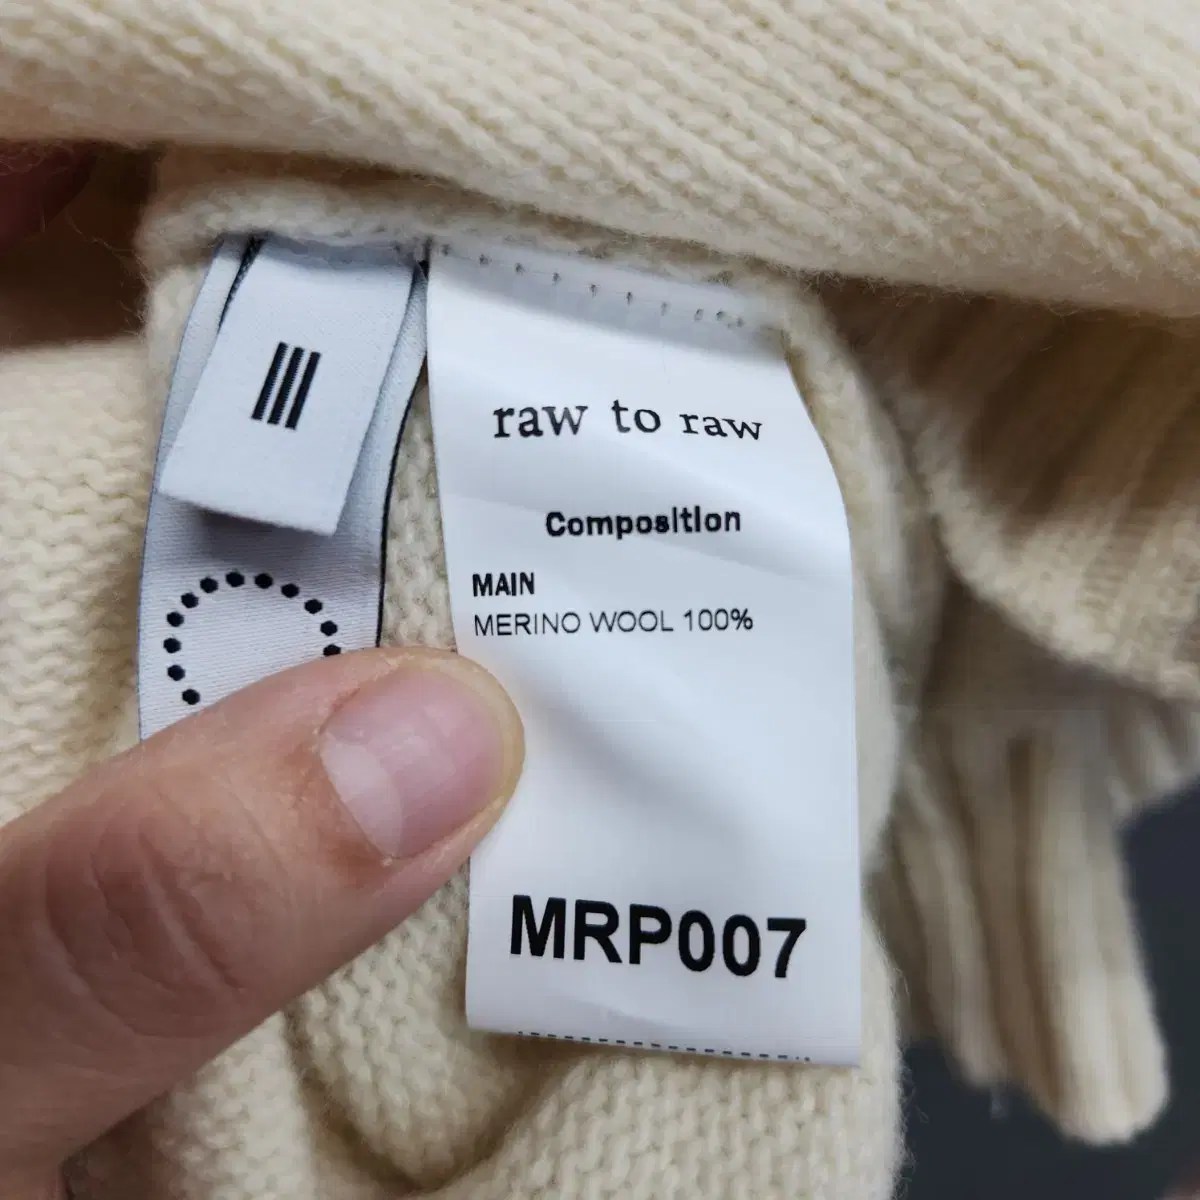 raw to raw
Composition
MAIN
MERINO WOOL 100%
MRP007